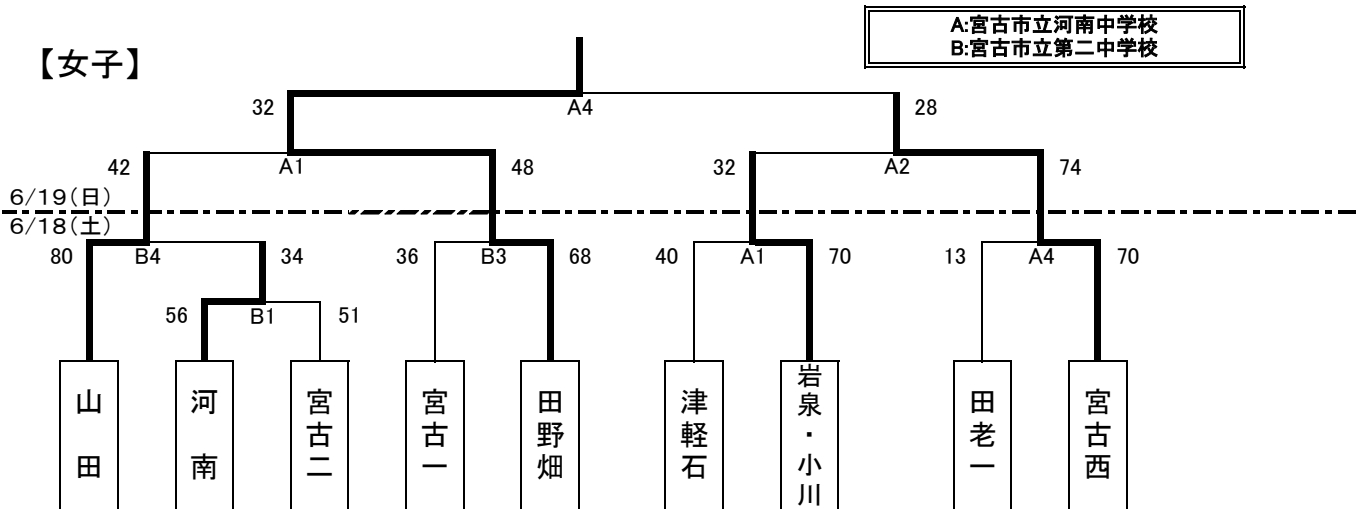 A:宮古市立河南中学校
B:宮古市立第二中学校
【女子】
32 A4 28
42 A1 48 32 A2 74
6/19(日)
6/18(土)
80 B4 34 36 B3 68 40 A1 70 13 A4 70
56 B1 51
山田
河南
宮古二
宮古一
田野畑
津軽石
岩泉・小川
田老一
宮古西